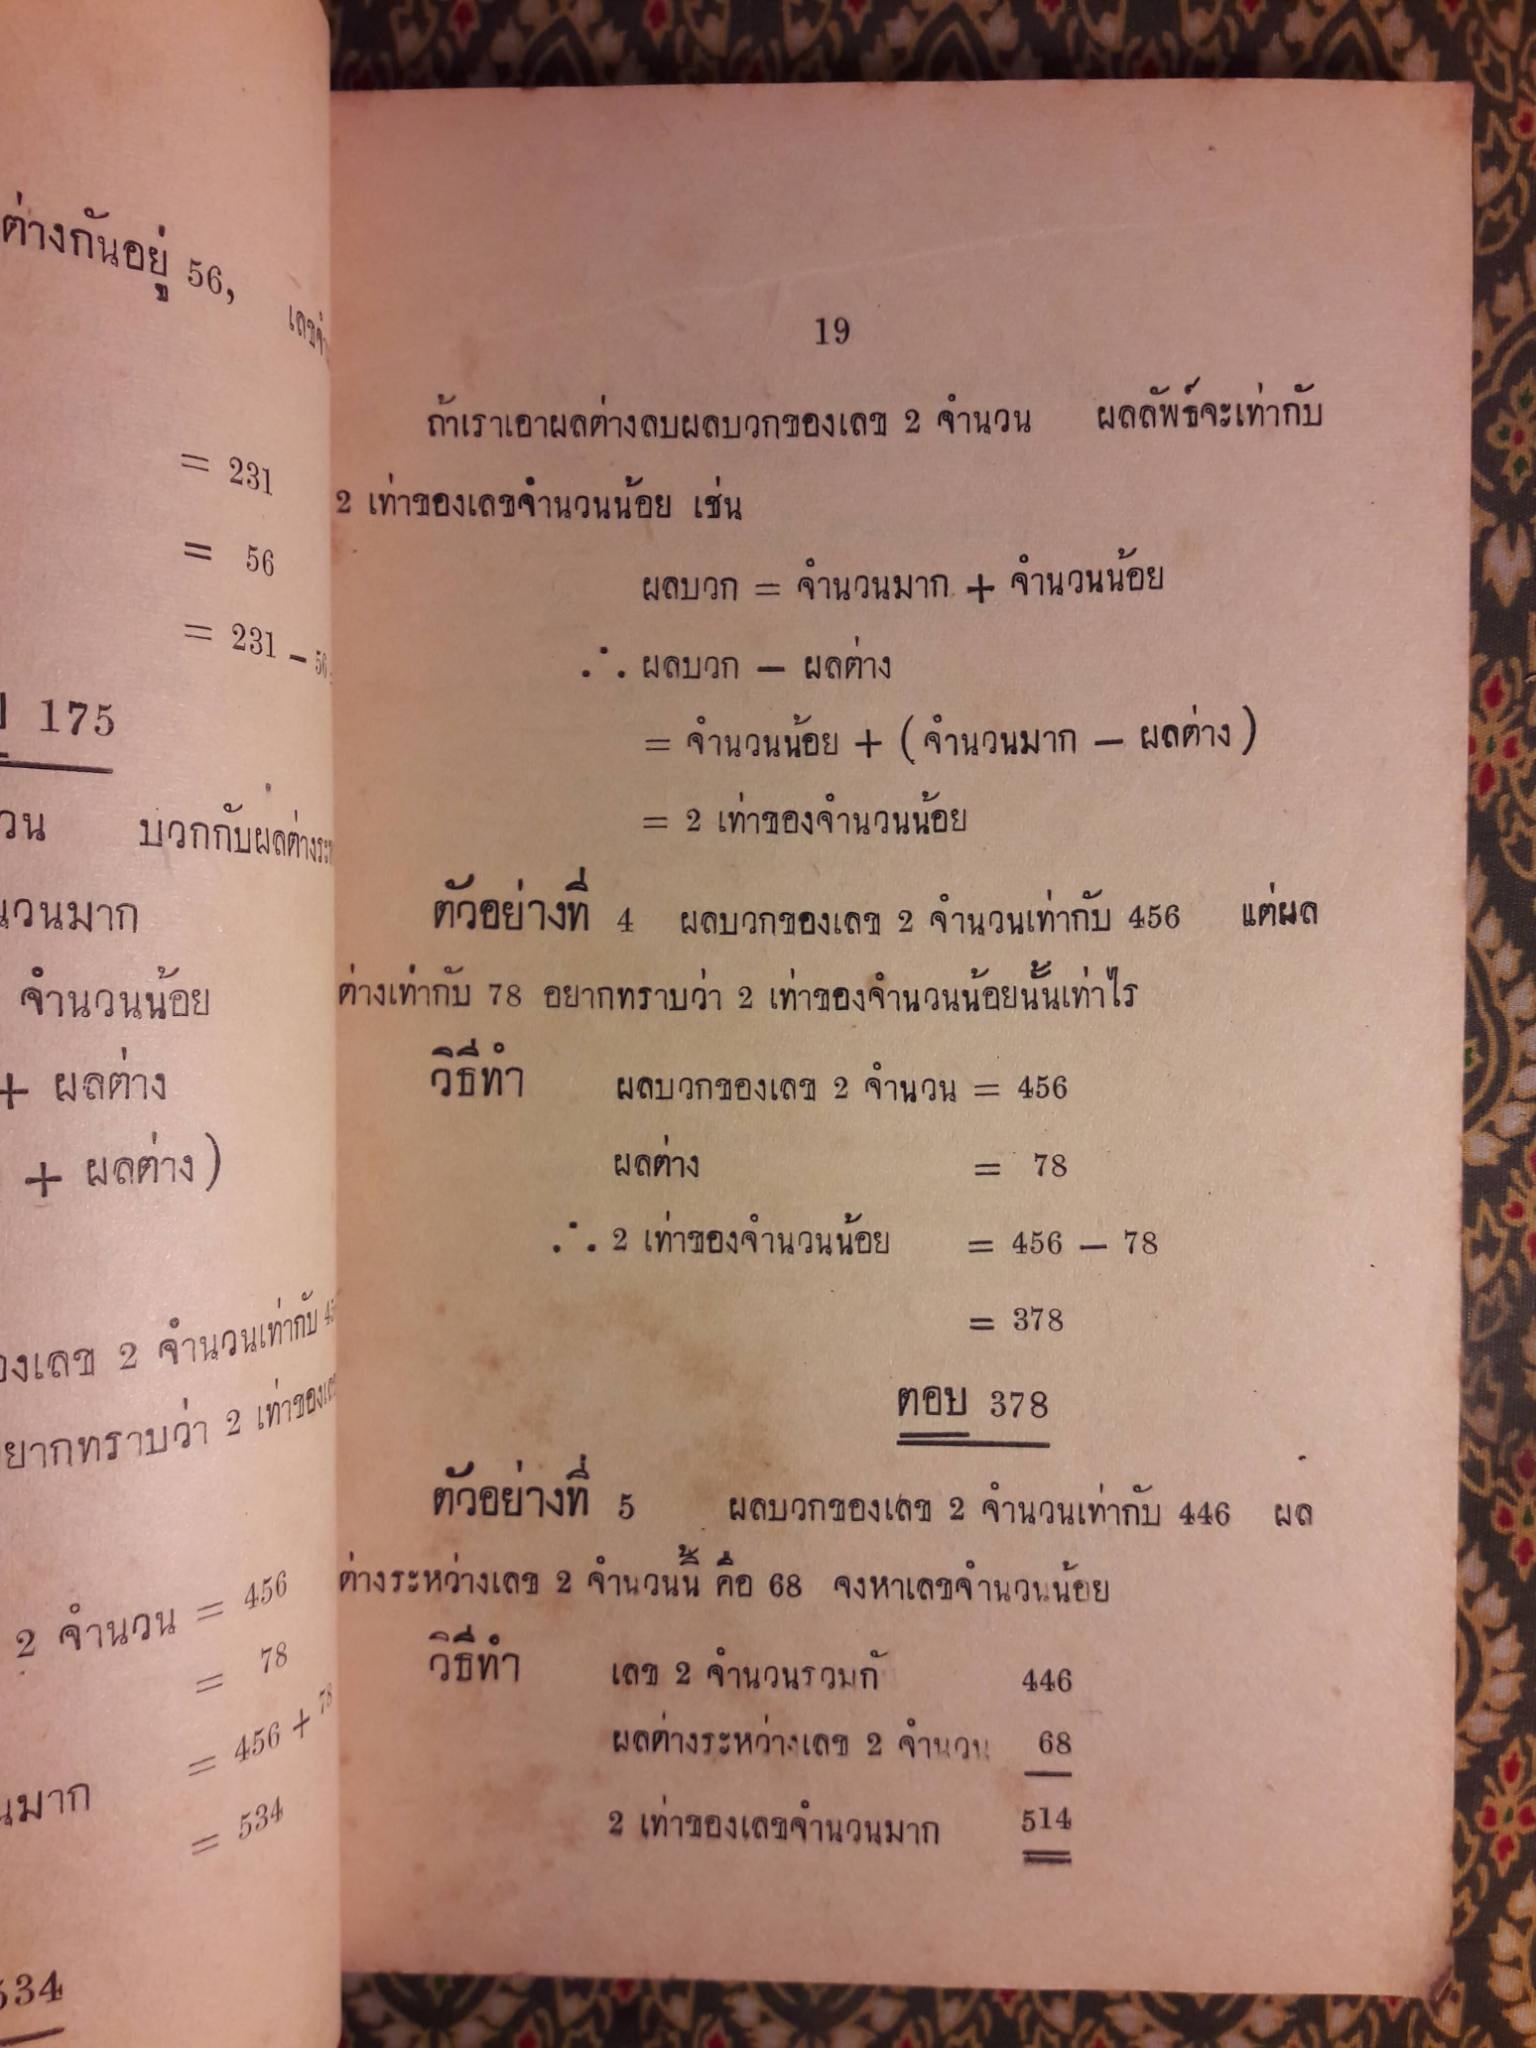 ต่างกันอยู่ 56,
= 231
= 56
= 231 – 56
175
วน บวกกับผลต่างระ
นวนมาก
จำนวนน้อย
+ ผลต่าง
+ ผลต่าง)
องเลข 2 จำนวนเท่ากับ
อยากทราบว่า 2 เท่าของเลข
2 จำนวน = 456
= 78
= 456 + 78
นมาก
= 534
534
19
ถ้าเราเอาผลต่างลบผลบวกของเลข 2 จำนวน ผลลัพธ์จะเท่ากับ
2 เท่าของเลขจำนวนน้อย เช่น
ผลบวก = จำนวนมาก + จำนวนน้อย
∴ ผลบวก – ผลต่าง
= จำนวนน้อย + (จำนวนมาก – ผลต่าง)
= 2 เท่าของจำนวนน้อย
ตัวอย่างที่ 4 ผลบวกของเลข 2 จำนวนเท่ากับ 456 แต่ผล
ต่างเท่ากับ 78 อยากทราบว่า 2 เท่าของจำนวนน้อยนั้นเท่าไร
วิธีทำ ผลบวกของเลข 2 จำนวน = 456
ผลต่าง = 78
∴ 2 เท่าของจำนวนน้อย = 456 – 78
= 378
ตอบ 378
ตัวอย่างที่ 5 ผลบวกของเลข 2 จำนวนเท่ากับ 446 ผล
ต่างระหว่างเลข 2 จำนวนนี้ คือ 68 จงหาเลขจำนวนน้อย
วิธีทำ เลข 2 จำนวนรวมกั 446
ผลต่างระหว่างเลข 2 จำนวน 68
2 เท่าของเลขจำนวนมาก 514